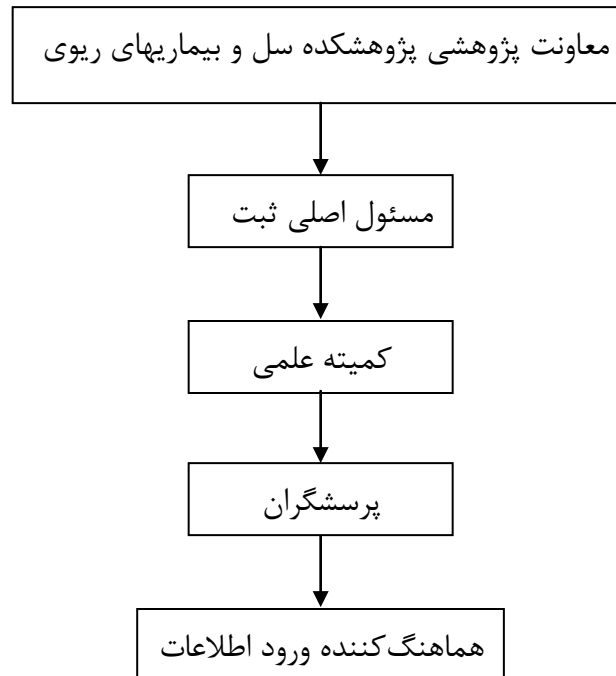 معاونت پژوهشی پژوهشکده سل و بیماریهای ریوی
مسئول اصلی ثبت
کمیته علمی
پرسشگران
هماهنگ‌کننده ورود اطلاعات